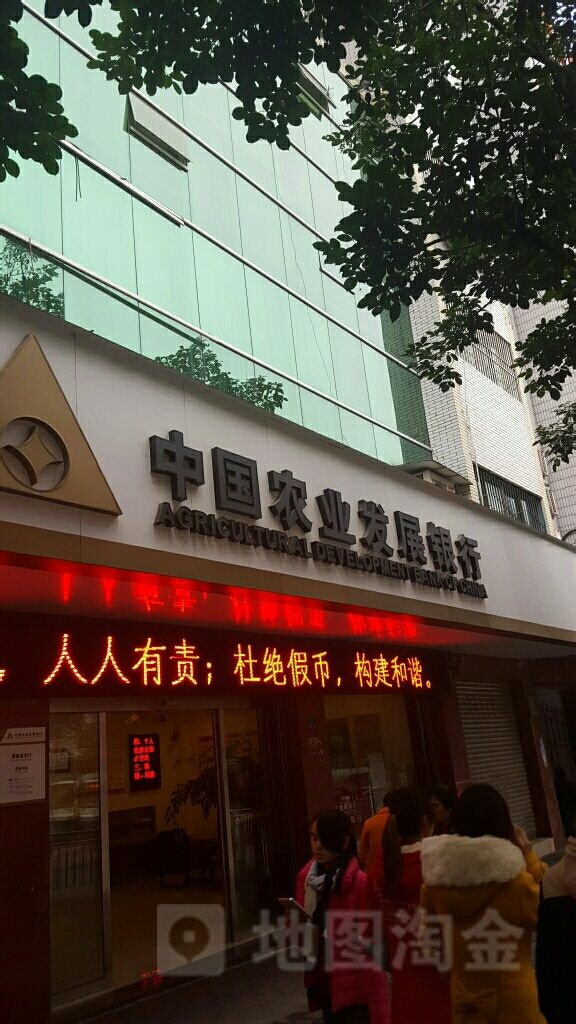 中国农业发展银行
AGRICULTURAL DEVELOPMENT BANK OF CHINA
人人有责；杜绝假币，构建和谐。
地图淘金